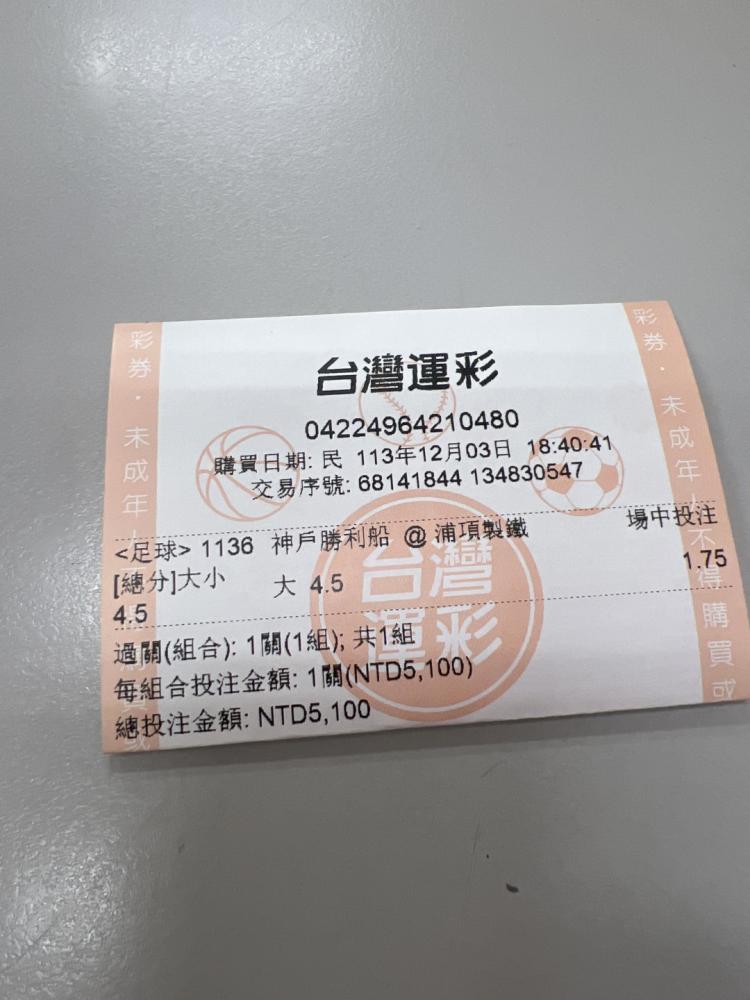 台灣運彩
04224964210480
購買日期: 民 113年12月03日 18:40:41
交易序號: 68141844 134830547
<足球> 1136 神戶勝利船 @ 浦項製鐵 場中投注
[總分]大小 大 4.5 1.75
4.5
過關(組合): 1關(1組); 共1組
每組合投注金額: 1關(NTD5,100)
總投注金額: NTD5,100
台灣
運彩
彩券・未成年
彩券・未成年人不得購買或